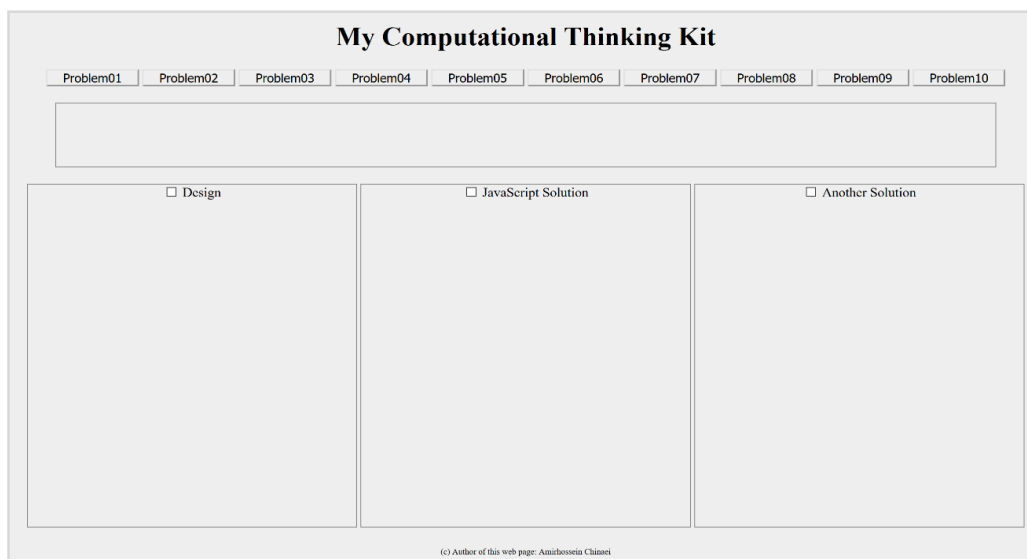 My Computational Thinking Kit
Problem01 Problem02 Problem03 Problem04 Problem05 Problem06 Problem07 Problem08 Problem09 Problem10
Design
JavaScript Solution
Another Solution
(c) Author of this web page: Amirhossein Chinaei